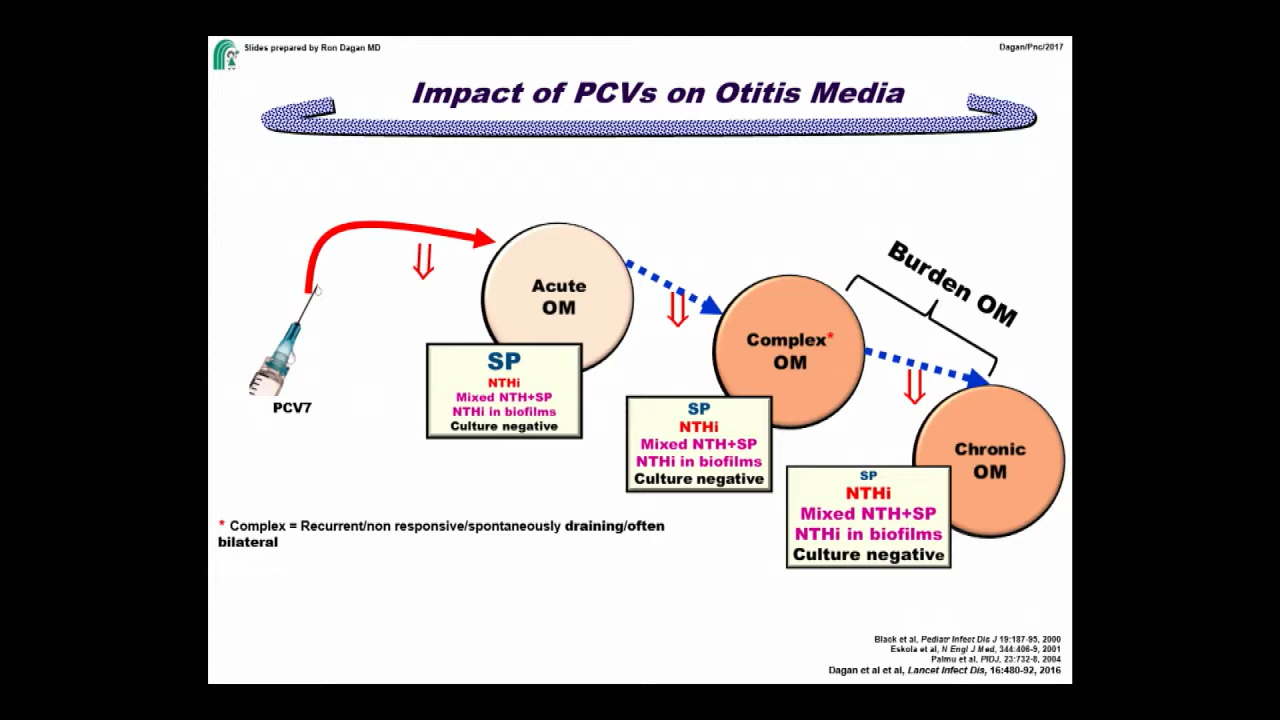 Slides prepared by Ron Dagan MD
Dagan/Pnc/2017
Impact of PCVs on Otitis Media
Burden OM
Acute
OM
Complex*
OM
Chronic
OM
PCV7
SP
NTHi
Mixed NTH+SP
NTHi in biofilms
Culture negative
SP
NTHi
Mixed NTH+SP
NTHi in biofilms
Culture negative
SP
NTHi
Mixed NTH+SP
NTHi in biofilms
Culture negative
* Complex = Recurrent/non responsive/spontaneously draining/often
bilateral
Black et al, Pediatr Infect Dis J 19:187-95, 2000
Eskola et al, N Engl J Med, 344:406-9, 2001
Palmu et al, PIDJ, 23:732-8, 2004
Dagan et al et al, Lancet Infect Dis, 16:480-92, 2016